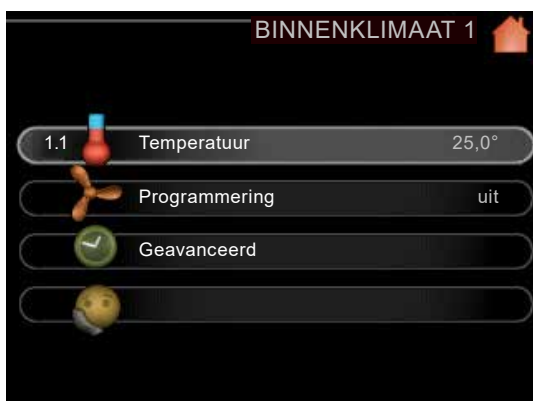 BINNENKLIMAAT 1
1.1 Temperatuur 25,0°
Programmering uit
Geavanceerd